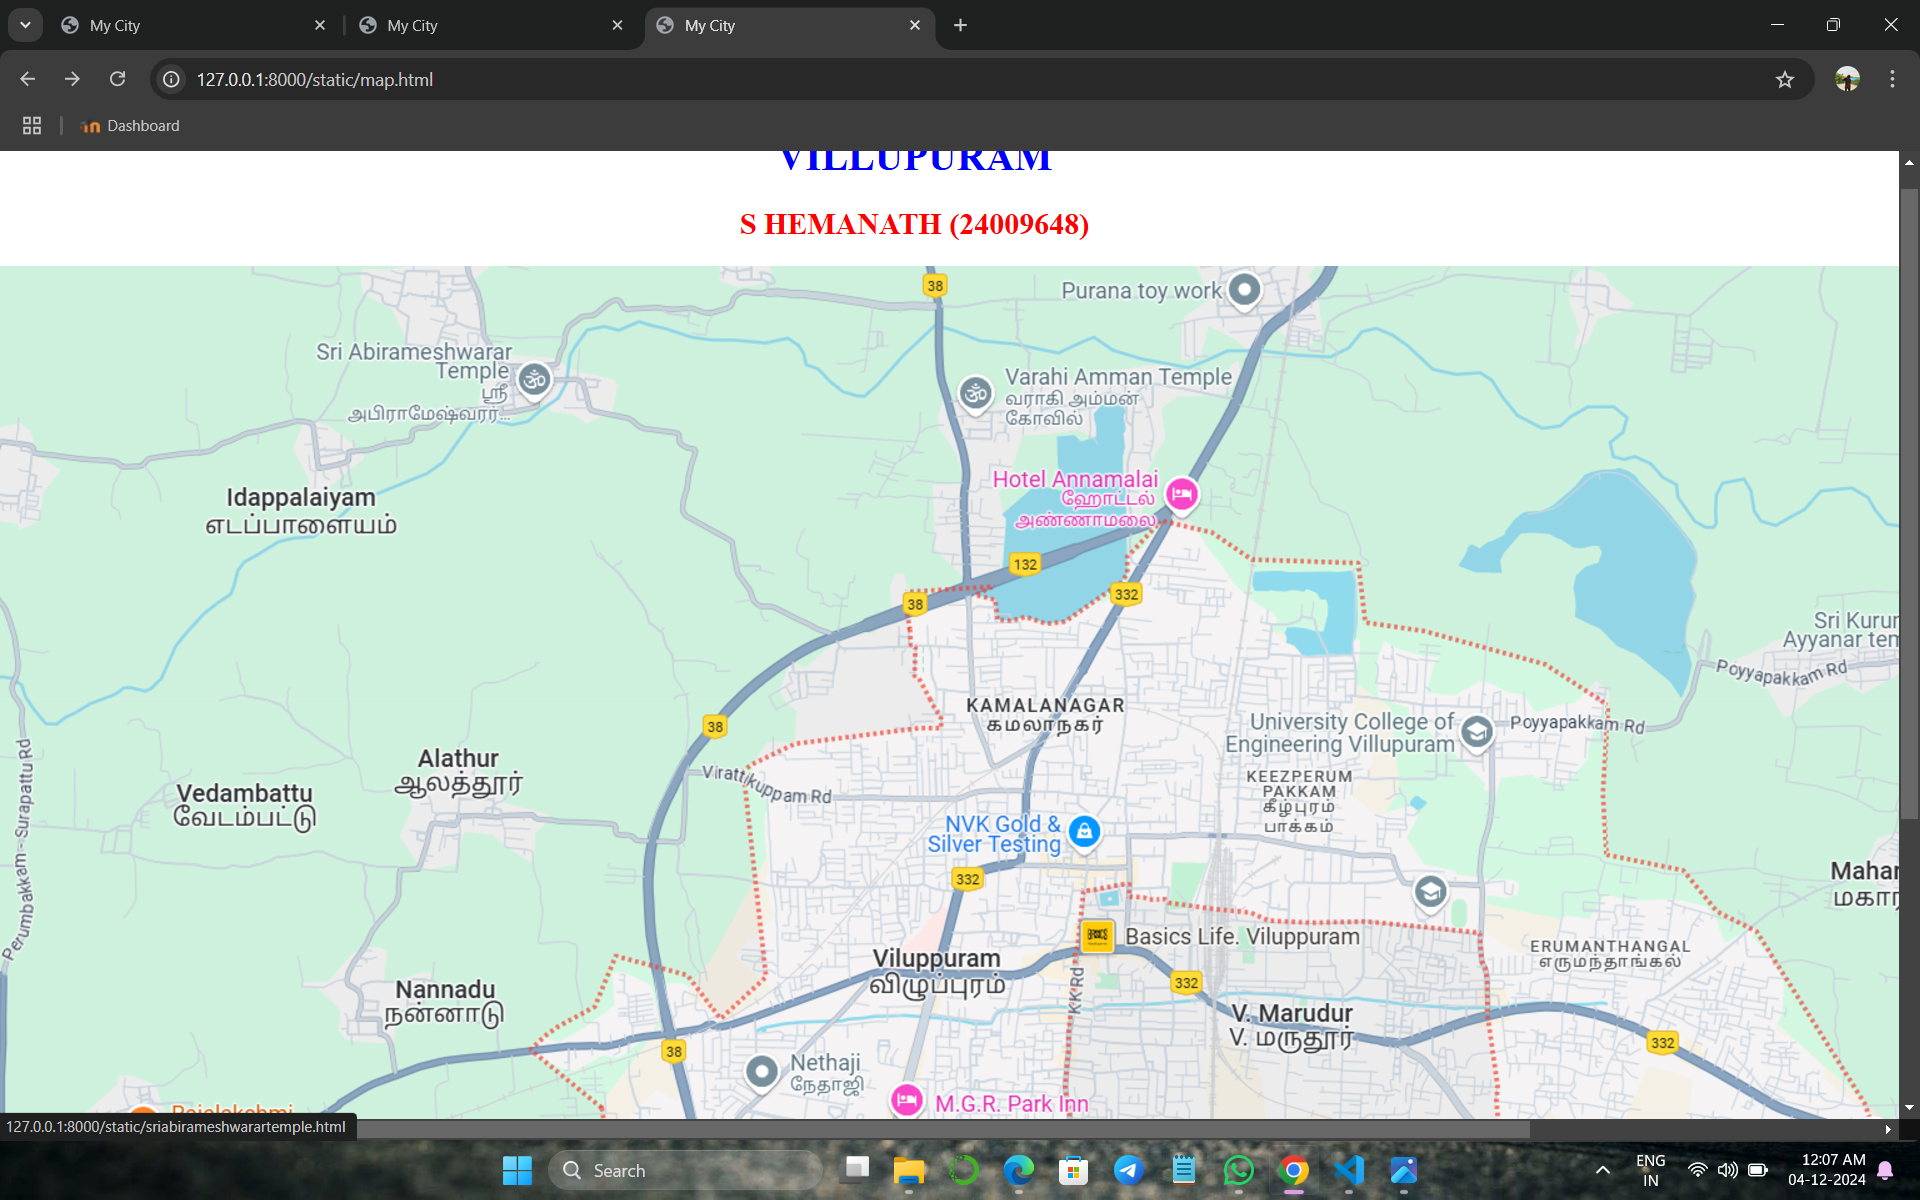 My City
My City
My City
127.0.0.1:8000/static/map.html
Dashboard
VILLUPURAM
S HEMANATH (24009648)
38
Purana toy work
Sri Abirameshwarar
Temple
ஸ்ரீ
அபிராமேஷ்வரர்...
Varahi Amman Temple
வராகி அம்மன்
கோவில்
Hotel Annamalai
ஹோட்டல்
அண்ணாமலை
Idappalaiyam
எடப்பாளையம்
132
332
38
Sri Kurur
Ayyanar tem
Poyyapakkam Rd
KAMALANAGAR
கமலாநகர்
38
University College of
Engineering Villupuram
Poyyapakkam Rd
Perumbakkam - Surapattu Rd
Alathur
ஆலத்தூர்
Virattikuppam Rd
KEEZPERUM
PAKKAM
கீழ்புரம்
பாக்கம்
Vedambattu
வேடம்பட்டு
NVK Gold &
Silver Testing
332
Mahar
மகார
Basics Life. Viluppuram
ERUMANTHANGAL
எருமந்தாங்கல்
Viluppuram
விழுப்புரம்
KK Rd
332
Nannadu
நன்னாடு
V. Marudur
V. மருதூர்
332
38
Nethaji
நேதாஜி
M.G.R. Park Inn
Rajalakshmi
127.0.0.1:8000/static/sriabirameshwarartemple.html
Search
ENG
IN
12:07 AM
04-12-2024